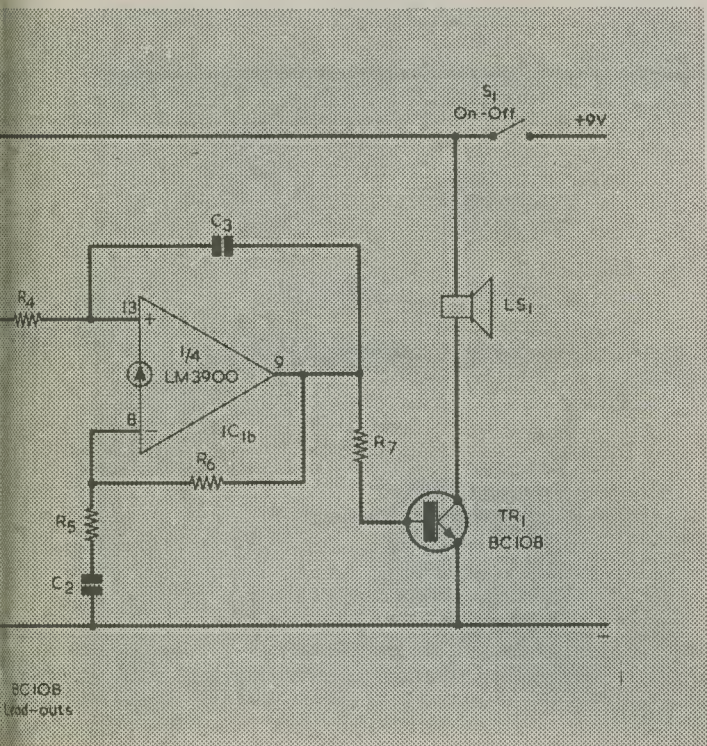 S1
On-Off
+9V
C3
R4
13
+
LS1
1/4
LM3900
9
8
−
IC1b
R7
R6
R5
TR1
BC108
C2
−
BC108
Lead-outs